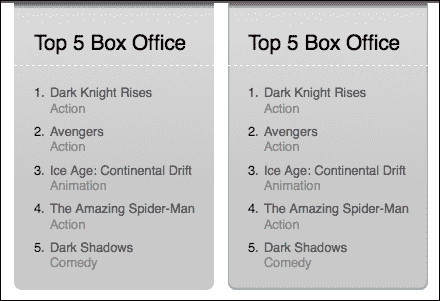 Top 5 Box Office
1. Dark Knight Rises
Action
2. Avengers
Action
3. Ice Age: Continental Drift
Animation
4. The Amazing Spider-Man
Action
5. Dark Shadows
Comedy
Top 5 Box Office
1. Dark Knight Rises
Action
2. Avengers
Action
3. Ice Age: Continental Drift
Animation
4. The Amazing Spider-Man
Action
5. Dark Shadows
Comedy